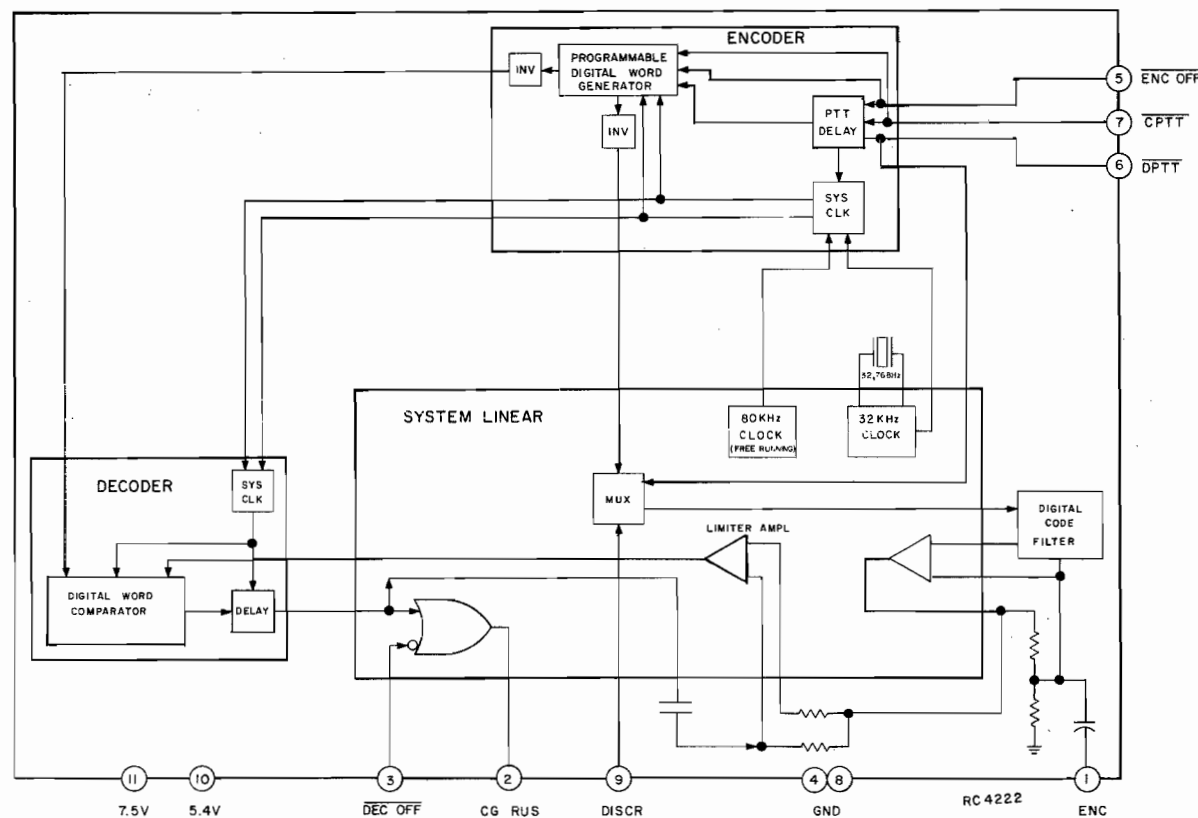 ENCODER
INV
PROGRAMMABLE
DIGITAL WORD
GENERATOR
INV
PTT
DELAY
SYS
CLK
5
ENC OFF
7
CPTT
6
DPTT
32,768Hz
SYSTEM LINEAR
80KHz
CLOCK
(FREE RUNNING)
32KHz
CLOCK
DECODER
SYS
CLK
MUX
LIMITER AMPL
DIGITAL
CODE
FILTER
DIGITAL WORD
COMPARATOR
DELAY
11
10
3
2
9
4
8
1
7.5V
5.4V
DEC OFF
CG RUS
DISCR
GND
RC4222
ENC